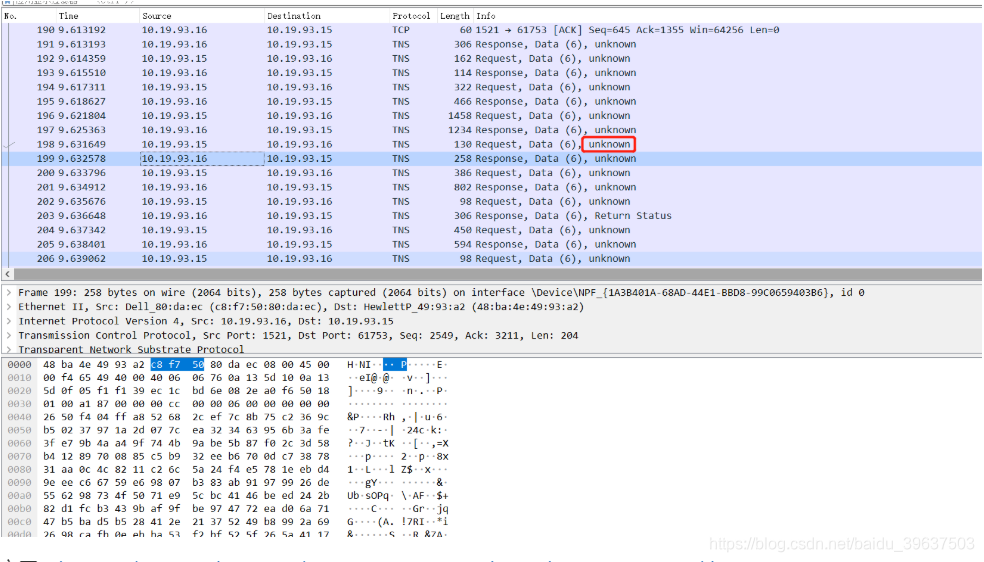 No. Time Source Destination Protocol Length Info
190 9.613192 10.19.93.16 10.19.93.15 TCP 60 1521 → 61753 [ACK] Seq=645 Ack=1355 Win=64256 Len=0
191 9.613193 10.19.93.16 10.19.93.15 TNS 306 Response, Data (6), unknown
192 9.614359 10.19.93.15 10.19.93.16 TNS 162 Request, Data (6), unknown
193 9.615510 10.19.93.16 10.19.93.15 TNS 114 Response, Data (6), unknown
194 9.617311 10.19.93.15 10.19.93.16 TNS 322 Request, Data (6), unknown
195 9.618627 10.19.93.16 10.19.93.15 TNS 466 Response, Data (6), unknown
196 9.621804 10.19.93.15 10.19.93.16 TNS 1458 Request, Data (6), unknown
197 9.625363 10.19.93.16 10.19.93.15 TNS 1234 Response, Data (6), unknown
198 9.631649 10.19.93.15 10.19.93.16 TNS 130 Request, Data (6), unknown
199 9.632578 10.19.93.16 10.19.93.15 TNS 258 Response, Data (6), unknown
200 9.633796 10.19.93.15 10.19.93.16 TNS 386 Request, Data (6), unknown
201 9.634912 10.19.93.16 10.19.93.15 TNS 802 Response, Data (6), unknown
202 9.635676 10.19.93.15 10.19.93.16 TNS 98 Request, Data (6), unknown
203 9.636648 10.19.93.16 10.19.93.15 TNS 306 Response, Data (6), Return Status
204 9.637342 10.19.93.15 10.19.93.16 TNS 450 Request, Data (6), unknown
205 9.638401 10.19.93.16 10.19.93.15 TNS 594 Response, Data (6), unknown
206 9.639062 10.19.93.15 10.19.93.16 TNS 98 Request, Data (6), unknown
Frame 199: 258 bytes on wire (2064 bits), 258 bytes captured (2064 bits) on interface \Device\NPF_{1A3B401A-68AD-44E1-BBD8-99C0659403B6}, id 0
Ethernet II, Src: Dell_80:da:ec (c8:f7:50:80:da:ec), Dst: HewlettP_49:93:a2 (48:ba:4e:49:93:a2)
Internet Protocol Version 4, Src: 10.19.93.16, Dst: 10.19.93.15
Transmission Control Protocol, Src Port: 1521, Dst Port: 61753, Seq: 2549, Ack: 3211, Len: 204
Transparent Network Substrate Protocol
0000 48 ba 4e 49 93 a2 c8 f7 50 80 da ec 08 00 45 00 H·NI·····P·····E·
0010 00 f4 65 49 40 00 40 06 06 76 0a 13 5d 10 0a 13 ··eI@·@··v··]···
0020 5d 0f 05 f1 f1 39 ec 1c bd 6e 08 2e a0 f6 50 18 ]····9···n·.··P·
0030 01 00 a1 87 00 00 00 cc 00 00 06 00 00 00 00 00 ················
0040 26 50 f4 04 ff a8 52 68 2c ef 7c 8b 75 c2 36 9c &P····Rh,·|·u·6·
0050 b5 02 37 97 1a 2d 07 7c ea 32 34 63 95 6b 3a fe ··7··-·|·24c·k:·
0060 3f e7 9b 4a a4 9f 74 4b 9a be 5b 87 f0 2c 3d 58 ?··J··tK··[··,=X
0070 b4 12 89 70 08 85 c5 b9 32 ee b6 70 0d c7 38 78 ···p····2··p··8x
0080 31 aa 0c 4c 82 11 c2 6c 5a 24 f4 e5 78 1e eb d4 1··L···lZ$··x···
0090 9e ee c6 67 59 e6 98 07 b3 83 ab 91 97 99 26 de ···gY·········&·
00a0 55 62 98 73 4f 50 71 e9 5c bc 41 46 be ed 24 2b Ub·sOPq·\·AF··$+
00b0 82 d1 fc b3 43 9b af 9f be 97 47 72 ea d0 6a 71 ····C·····Gr··jq
00c0 47 b5 ba d5 b5 28 41 2e 21 37 52 49 b8 99 2a 69 G····(A.!7RI··*i
00d0 26 98 ca fb 0e eb ba 53 f2 bf 52 5f 26 5a 41 17
https://blog.csdn.net/baidu_39637503